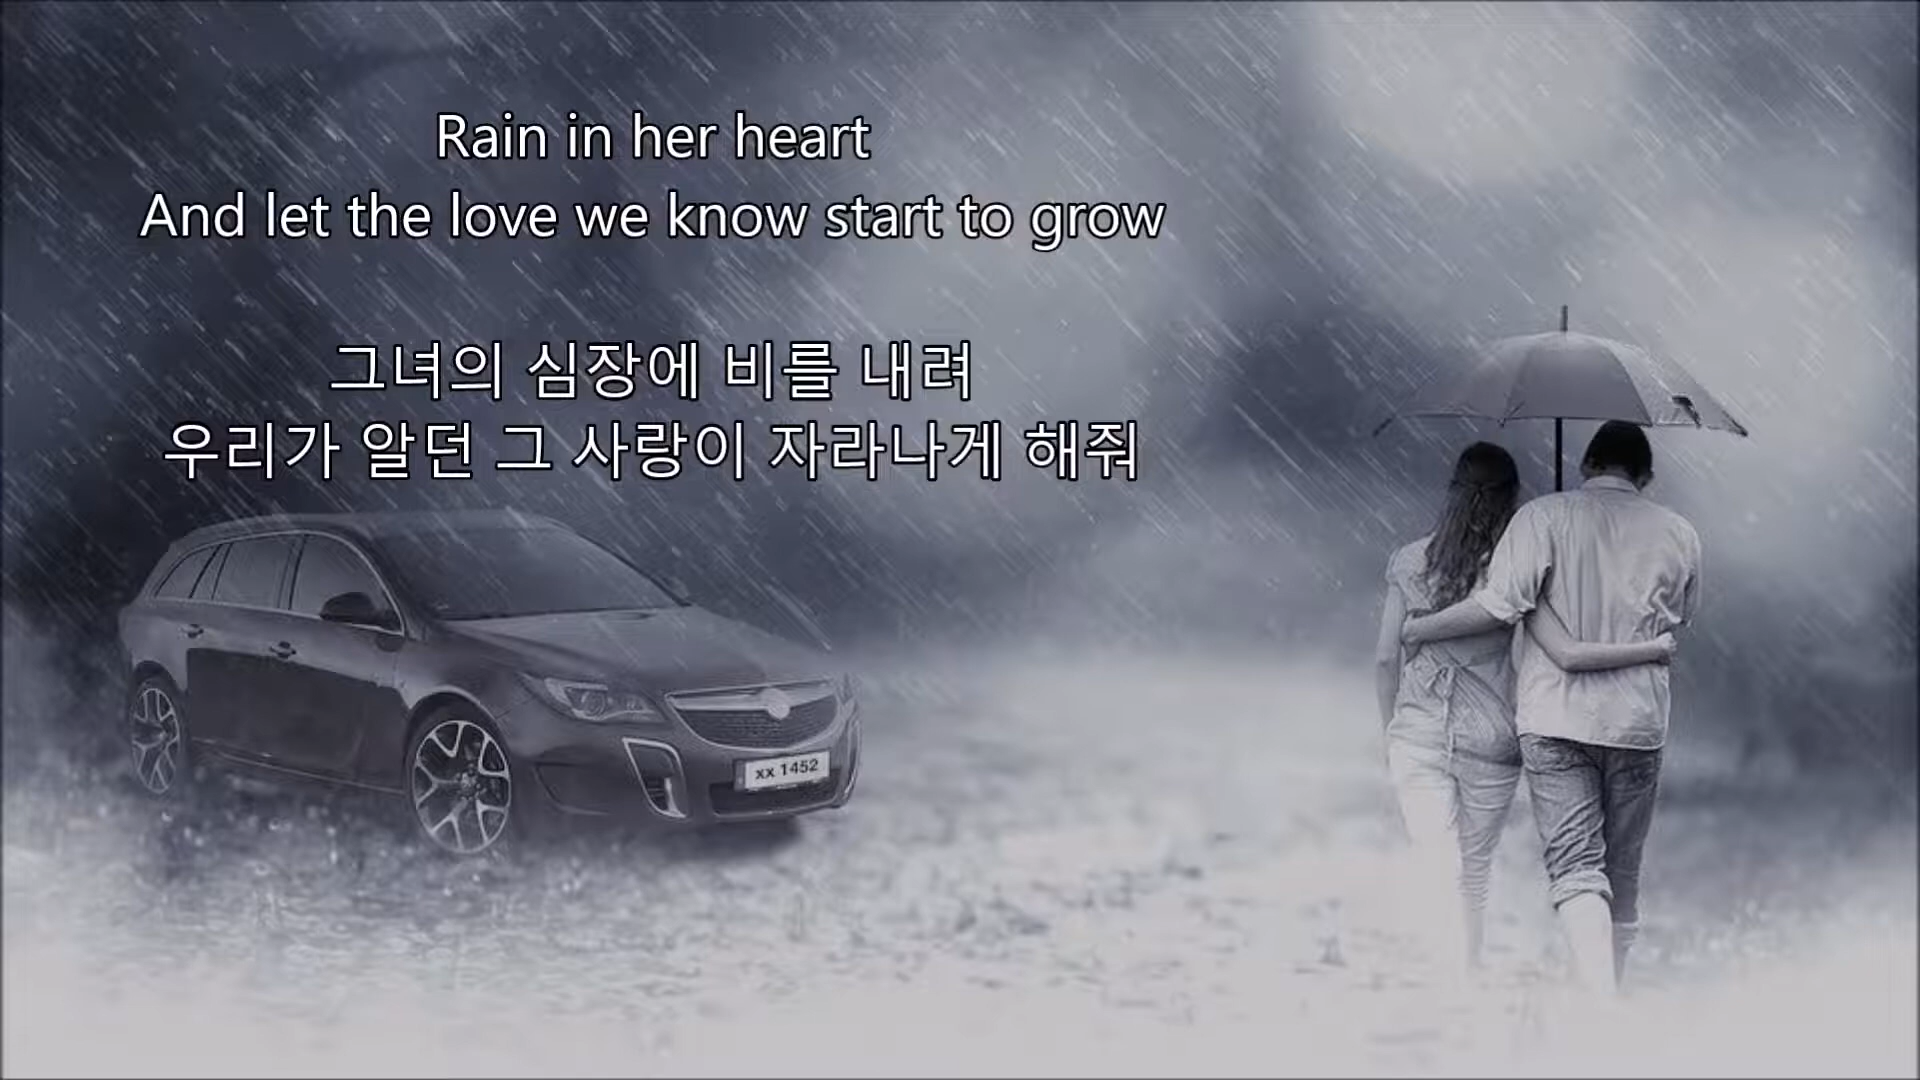 Rain in her heart
And let the love we know start to grow
그녀의 심장에 비를 내려
우리가 알던 그 사랑이 자라나게 해줘
xx 1452